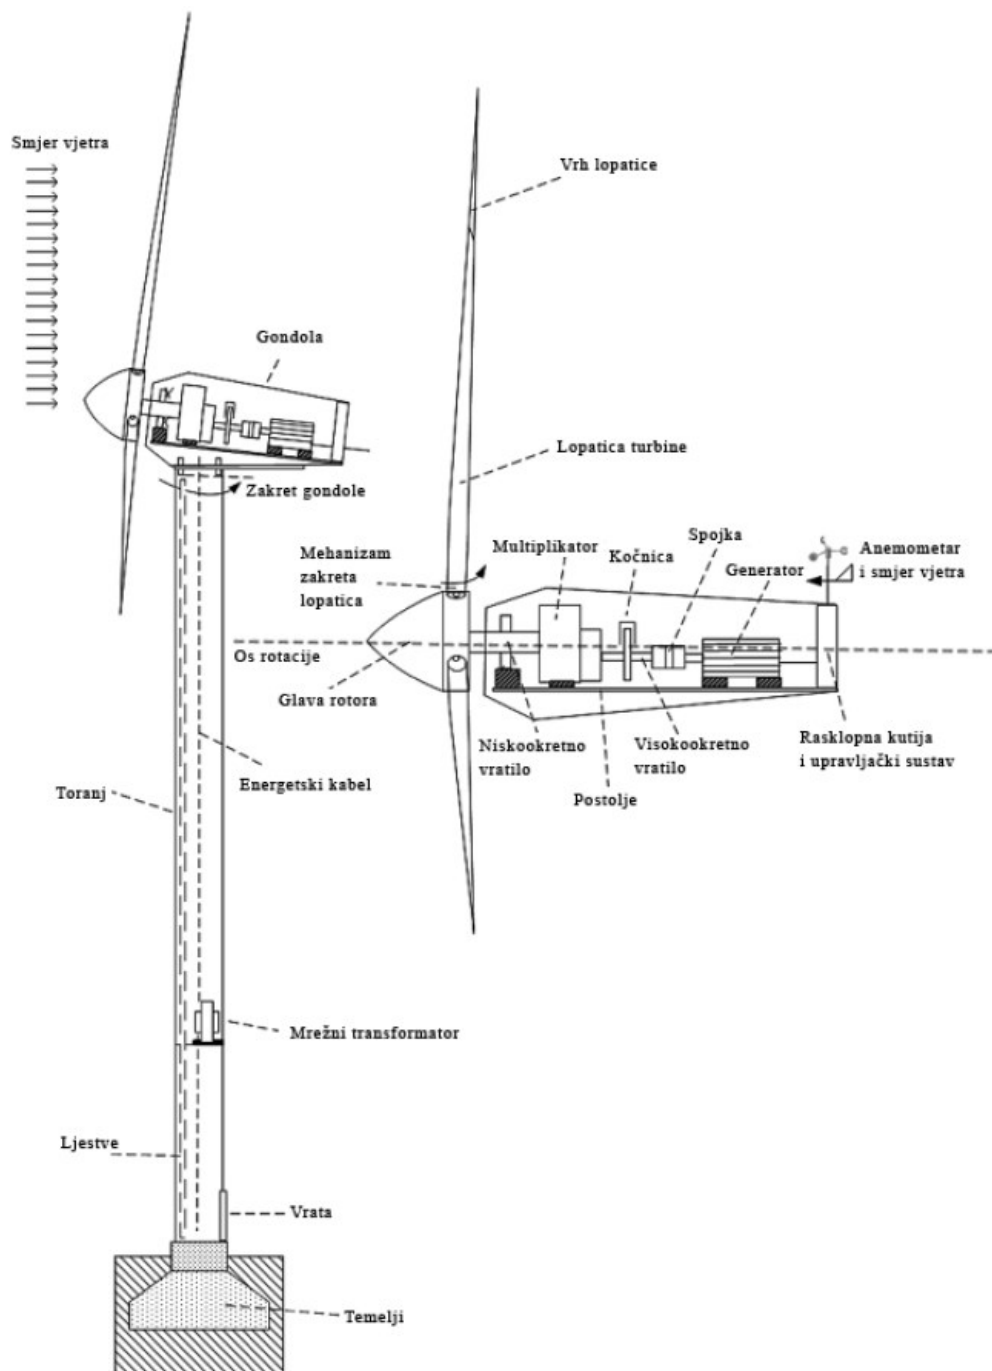 Smjer vjetra
Vrh lopatice
Gondola
Lopatica turbine
Zakret gondole
Mehanizam
zakreta
lopatica
Multiplikator
Kočnica
Spojka
Generator
Anemometar
i smjer vjetra
Os rotacije
Glava rotora
Niskookretno
vratilo
Visokookretno
vratilo
Rasklopna kutija
i upravljački sustav
Postolje
Energetski kabel
Toranj
Mrežni transformator
Ljestve
Vrata
Temelji